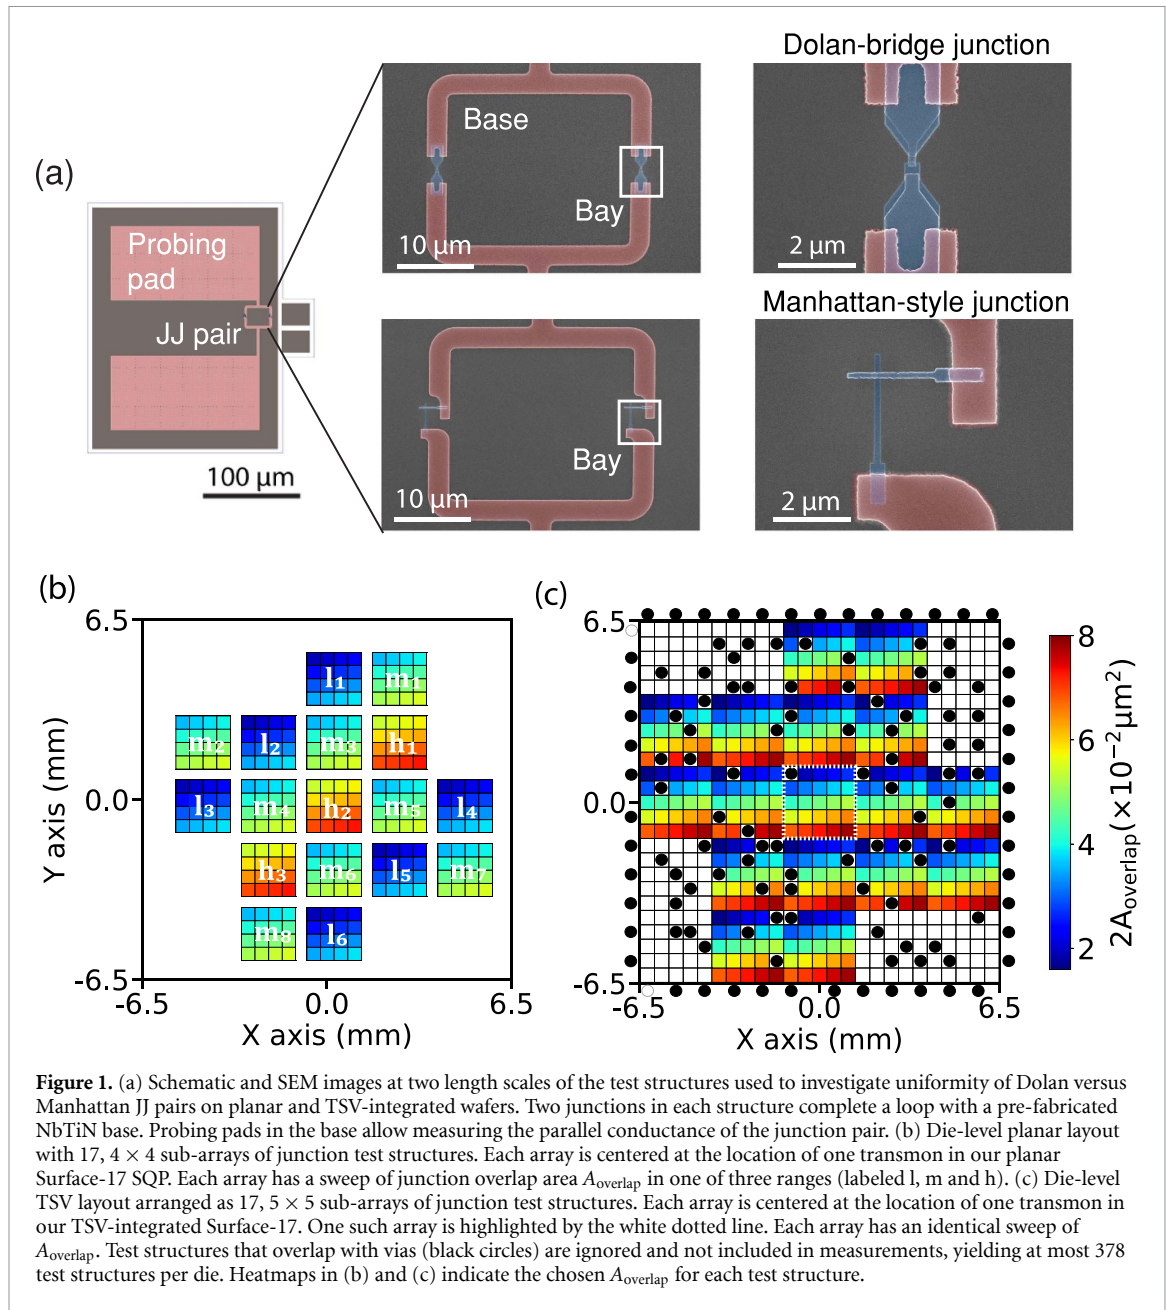 (a)
Probing
pad
JJ pair
100 μm
Base
Bay
10 μm
Dolan-bridge junction
2 μm
Bay
10 μm
Manhattan-style junction
2 μm
(b)
6.5
0.0
-6.5
Y axis (mm)
l1 m1
m2 l2 m3 h1
l3 m4 h2 m5 l4
h3 m6 l5 m7
m8 l6
-6.5 0.0 6.5
X axis (mm)
(c)
6.5
0.0
-6.5
-6.5 0.0 6.5
X axis (mm)
8
6
4
2
2Aoverlap(×10−2μm2)
Figure 1. (a) Schematic and SEM images at two length scales of the test structures used to investigate uniformity of Dolan versus
Manhattan JJ pairs on planar and TSV-integrated wafers. Two junctions in each structure complete a loop with a pre-fabricated
NbTiN base. Probing pads in the base allow measuring the parallel conductance of the junction pair. (b) Die-level planar layout
with 17, 4 × 4 sub-arrays of junction test structures. Each array is centered at the location of one transmon in our planar
Surface-17 SQP. Each array has a sweep of junction overlap area Aoverlap in one of three ranges (labeled l, m and h). (c) Die-level
TSV layout arranged as 17, 5 × 5 sub-arrays of junction test structures. Each array is centered at the location of one transmon in
our TSV-integrated Surface-17. One such array is highlighted by the white dotted line. Each array has an identical sweep of
Aoverlap. Test structures that overlap with vias (black circles) are ignored and not included in measurements, yielding at most 378
test structures per die. Heatmaps in (b) and (c) indicate the chosen Aoverlap for each test structure.